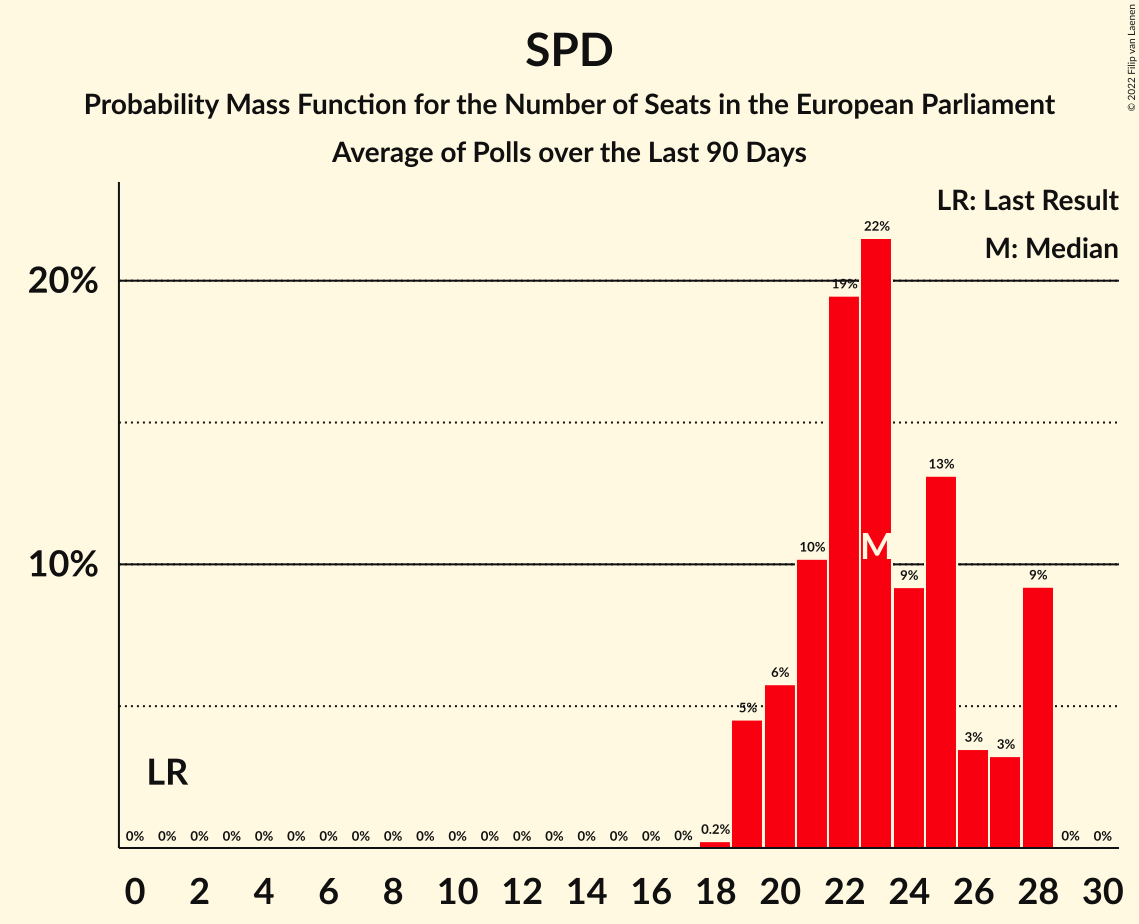 SPD
Probability Mass Function for the Number of Seats in the European Parliament
Average of Polls over the Last 90 Days
© 2022 Filip van Laenen
LR: Last Result
M: Median
22%
20%
19%
13%
M
10%
10%
9%
9%
6%
5%
3%
3%
LR
0% 0% 0% 0% 0% 0% 0% 0% 0% 0% 0% 0% 0% 0% 0% 0% 0% 0% 0.2% 0% 0%
0 2 4 6 8 10 12 14 16 18 20 22 24 26 28 30